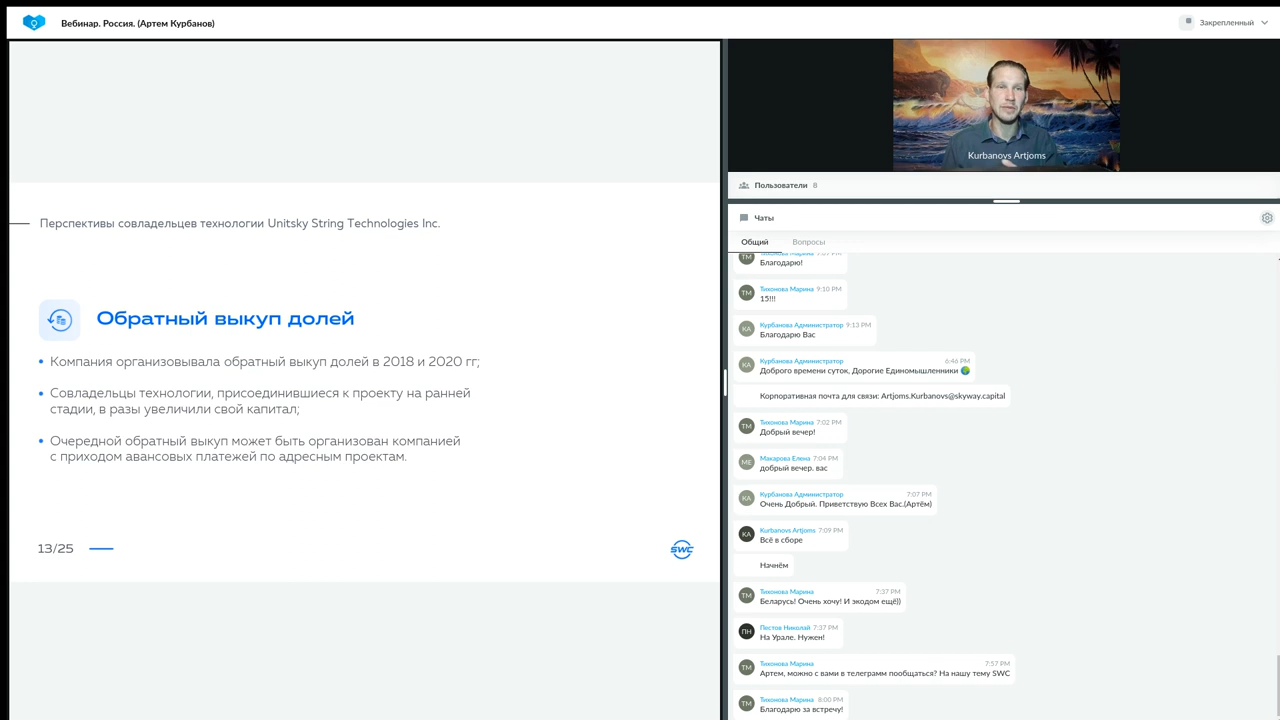 Вебинар. Россия. (Артем Курбанов)
Закрепленный
Перспективы совладельцев технологии Unitsky String Technologies Inc.
Обратный выкуп долей
• Компания организовывала обратный выкуп долей в 2018 и 2020 гг;
• Совладельцы технологии, присоединившиеся к проекту на ранней
стадии, в разы увеличили свой капитал;
• Очередной обратный выкуп может быть организован компанией
с приходом авансовых платежей по адресным проектам.
13/25
SWC
Kurbanovs Artjoms
Пользователи 8
Чаты
Общий Вопросы
ТМ
Благодарю!
ТМ Тихонова Марина 9:10 PM
15!!!
КА Курбанова Администратор 9:13 PM
Благодарю Вас
КА Курбанова Администратор 6:46 PM
Доброго времени суток, Дорогие Единомышленники
Корпоративная почта для связи: Artjoms.Kurbanovs@skyway.capital
ТМ Тихонова Марина 7:02 PM
Добрый вечер!
МЕ Макарова Елена 7:04 PM
добрый вечер. вас
КА Курбанова Администратор 7:07 PM
Очень Добрый. Приветствую Всех Вас.(Артём)
KA Kurbanovs Artjoms 7:09 PM
Всё в сборе
Начнём
ТМ Тихонова Марина 7:37 PM
Беларусь! Очень хочу! И экодом ещё))
ПН Пестов Николай 7:37 PM
На Урале. Нужен!
ТМ Тихонова Марина 7:57 PM
Артем, можно с вами в телеграмм пообщаться? На нашу тему SWC
ТМ Тихонова Марина 8:00 PM
Благодарю за встречу!